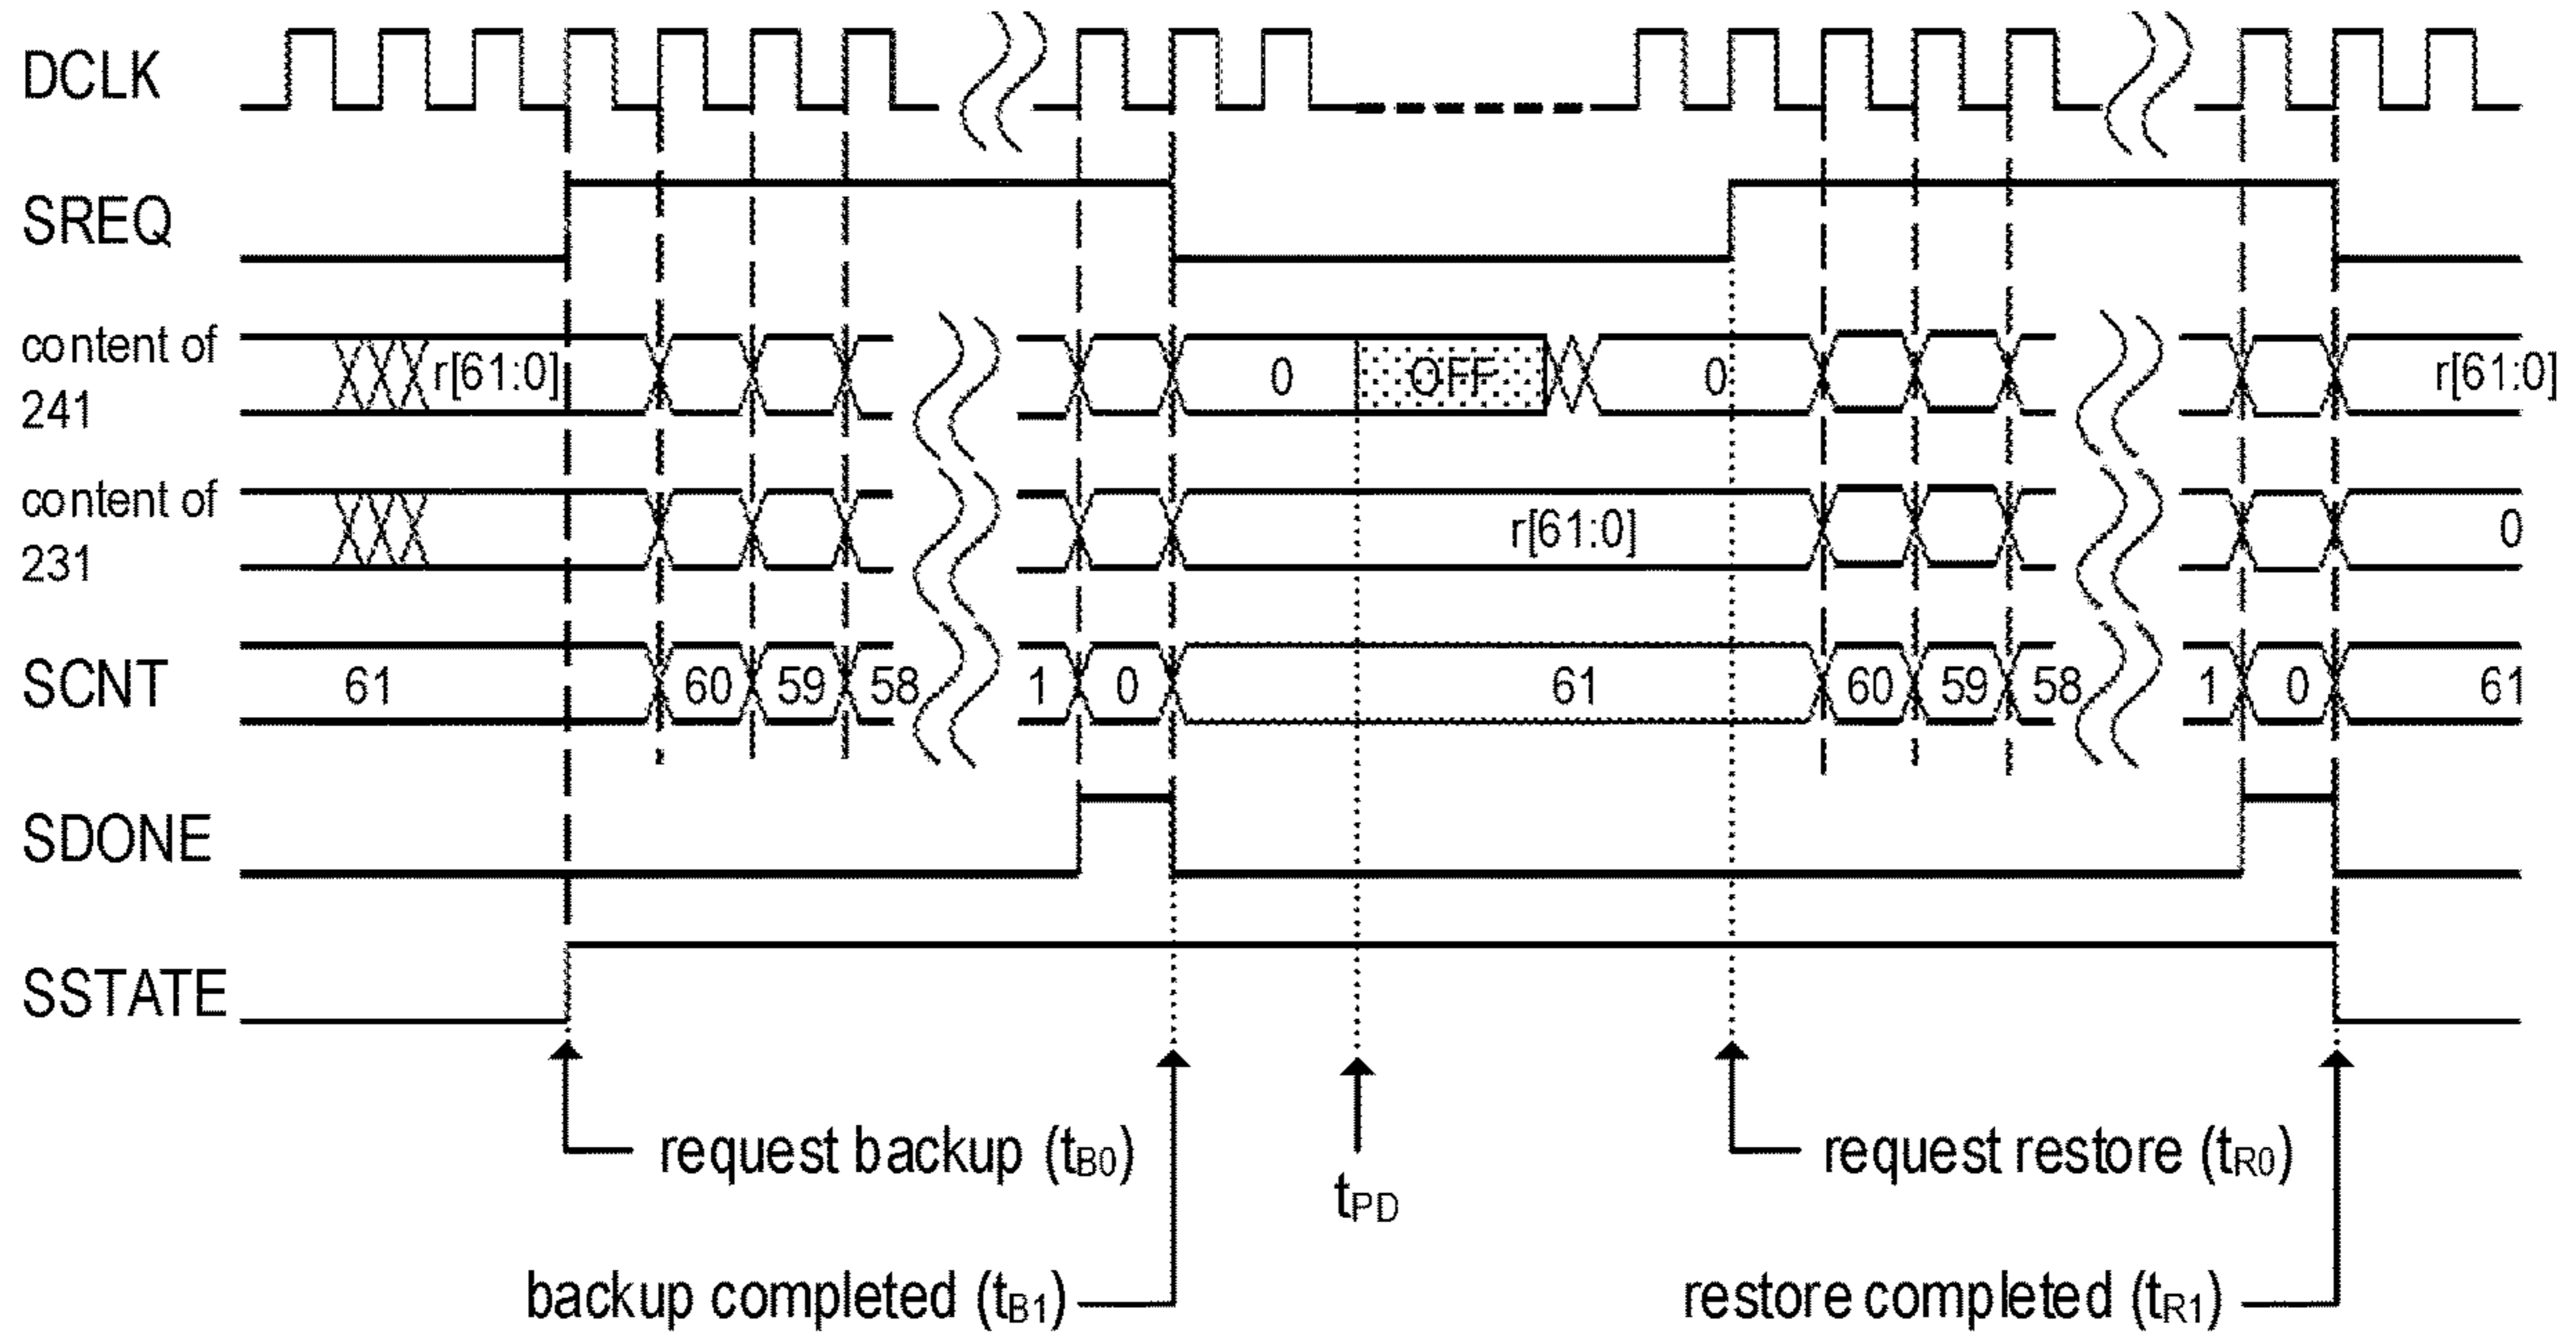 DCLK
SREQ
content of
241
r[61:0]
0
OFF
0
r[61:0]
content of
231
r[61:0]
0
SCNT
61
60
59
58
1
0
61
60
59
58
1
0
61
SDONE
SSTATE
request backup (tB0)
request restore (tR0)
tPD
backup completed (tB1)
restore completed (tR1)